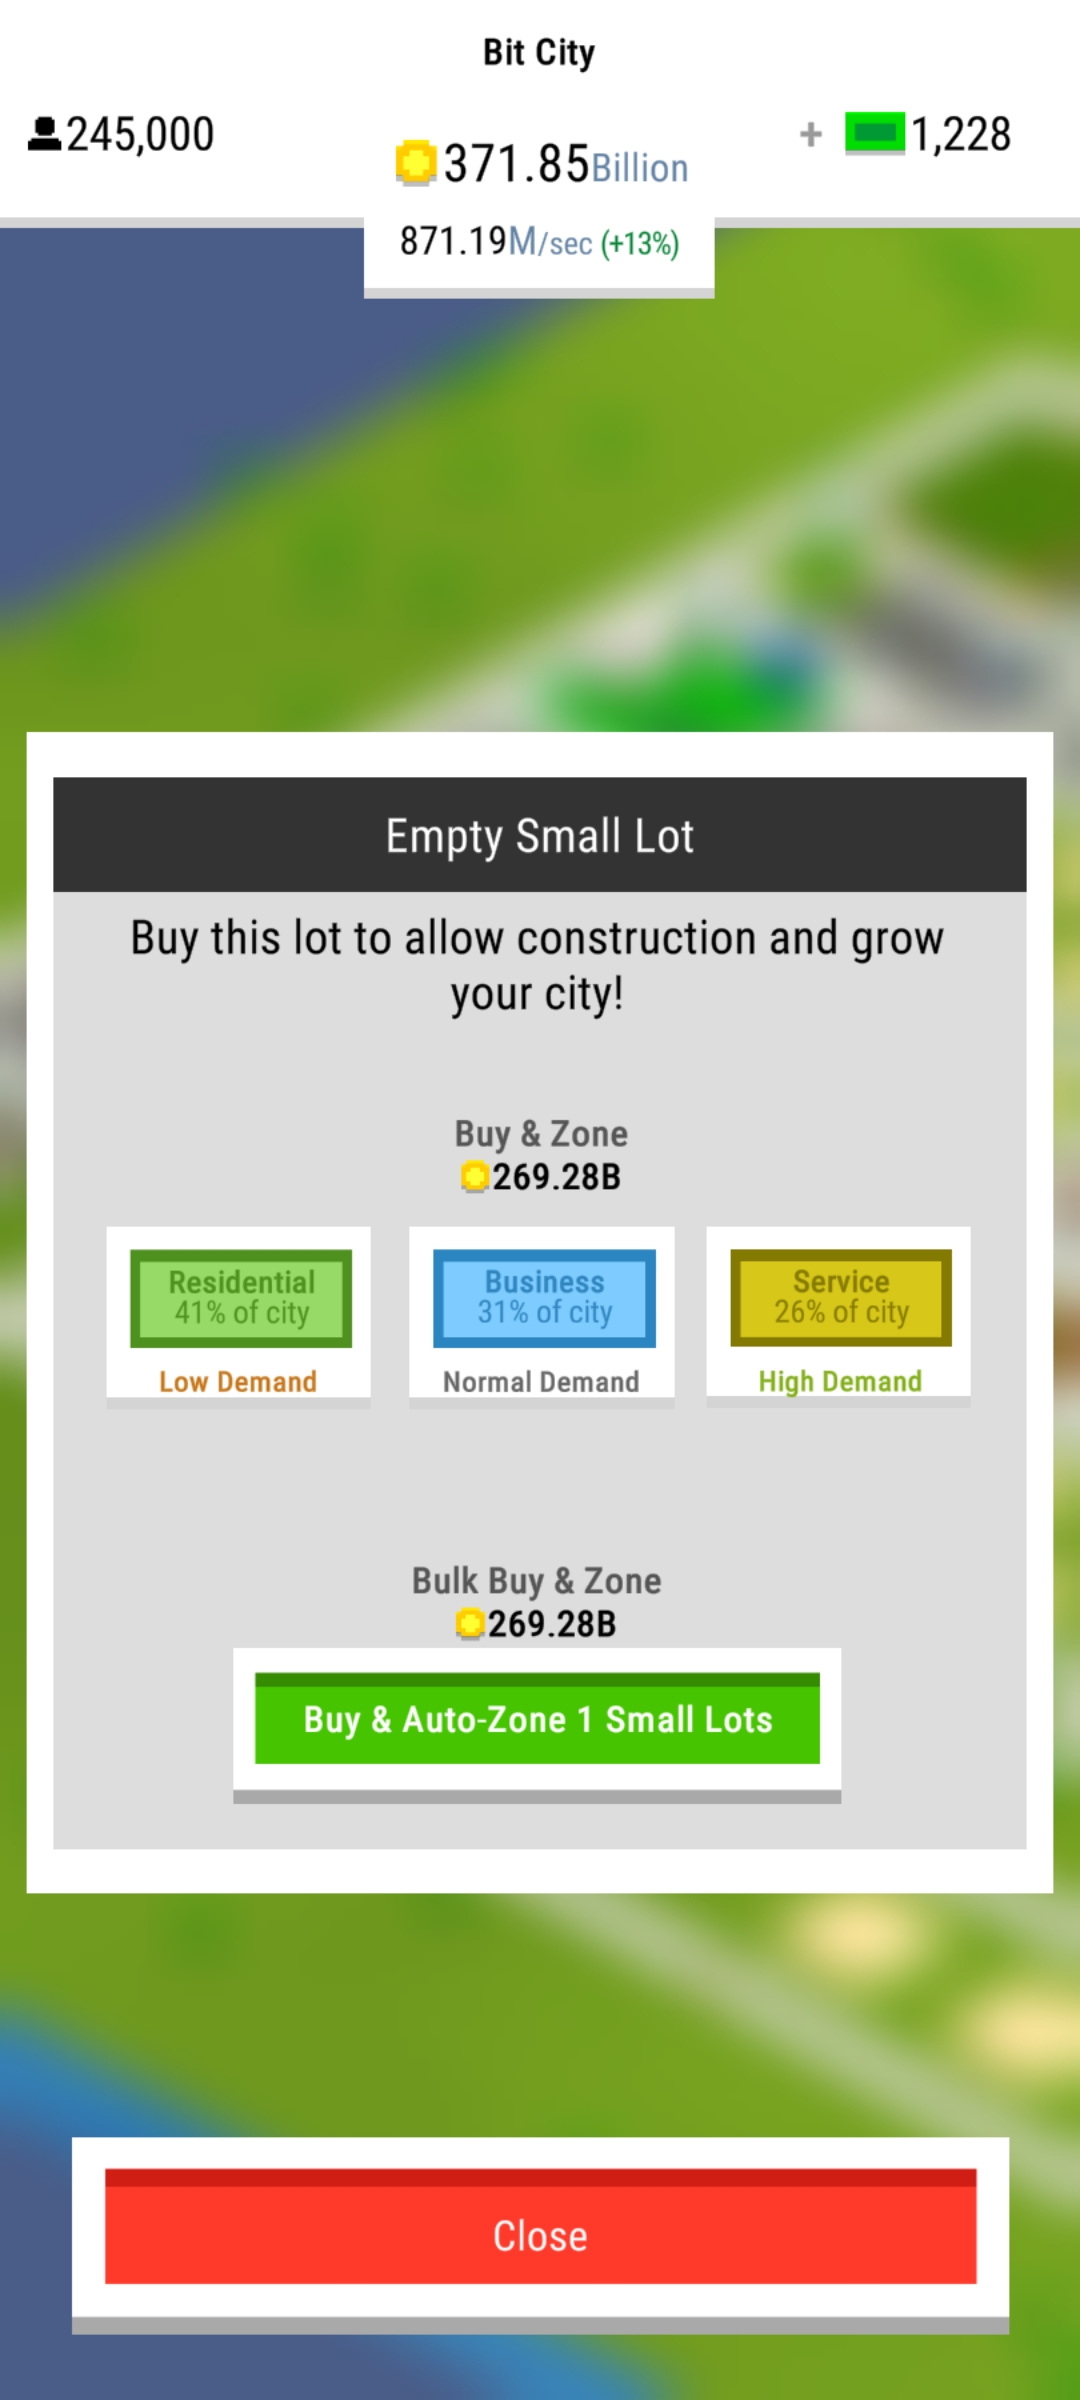 Bit City
245,000
371.85Billion
+ 1,228
871.19M/sec (+13%)
Empty Small Lot
Buy this lot to allow construction and grow
your city!
Buy & Zone
269.28B
Residential
41% of city
Low Demand
Business
31% of city
Normal Demand
Service
26% of city
High Demand
Bulk Buy & Zone
269.28B
Buy & Auto-Zone 1 Small Lots
Close